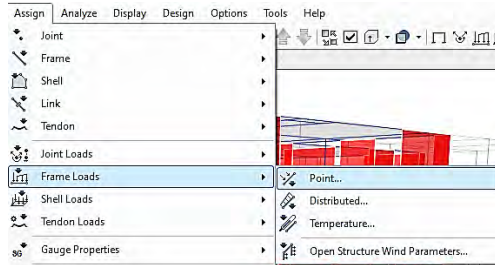 Assign Analyze Display Design Options Tools Help
Joint
Frame
Shell
Link
Tendon
Joint Loads
Frame Loads
Shell Loads
Tendon Loads
Gauge Properties
Point...
Distributed...
Temperature...
Open Structure Wind Parameters...